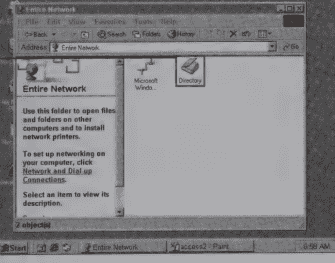 Entire Network
File Edit View Favorites Tools Help
Back Search Folders History
Address Entire Network Go
Entire Network
Use this folder to open files
and folders on other
computers and to install
network printers.
To set up networking on
your computer, click
Network and Dial up
Connections.
Select an item to view its
description.
Microsoft
Windo...
Directory
2 object(s)
Start Entire Network access2 - Paint 6:58 AM